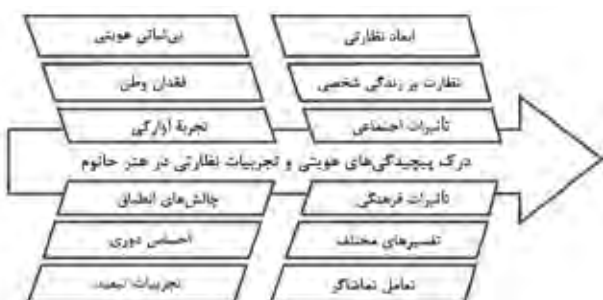 ابعاد نظارتی
بی‌ثباتی هویتی
نظارت بر زندگی شخصی
فقدان وطن
تأثیرات اجتماعی
تجربهٔ آوارگی
درک پیچیدگی‌های هویتی و تجربیات نظارتی در هنر حاتوم
تأثیرات فرهنگی
چالش‌های انطباق
تفسیرهای مختلف
احساس دوری
تعامل تماشاگر
تجربیات تبعید